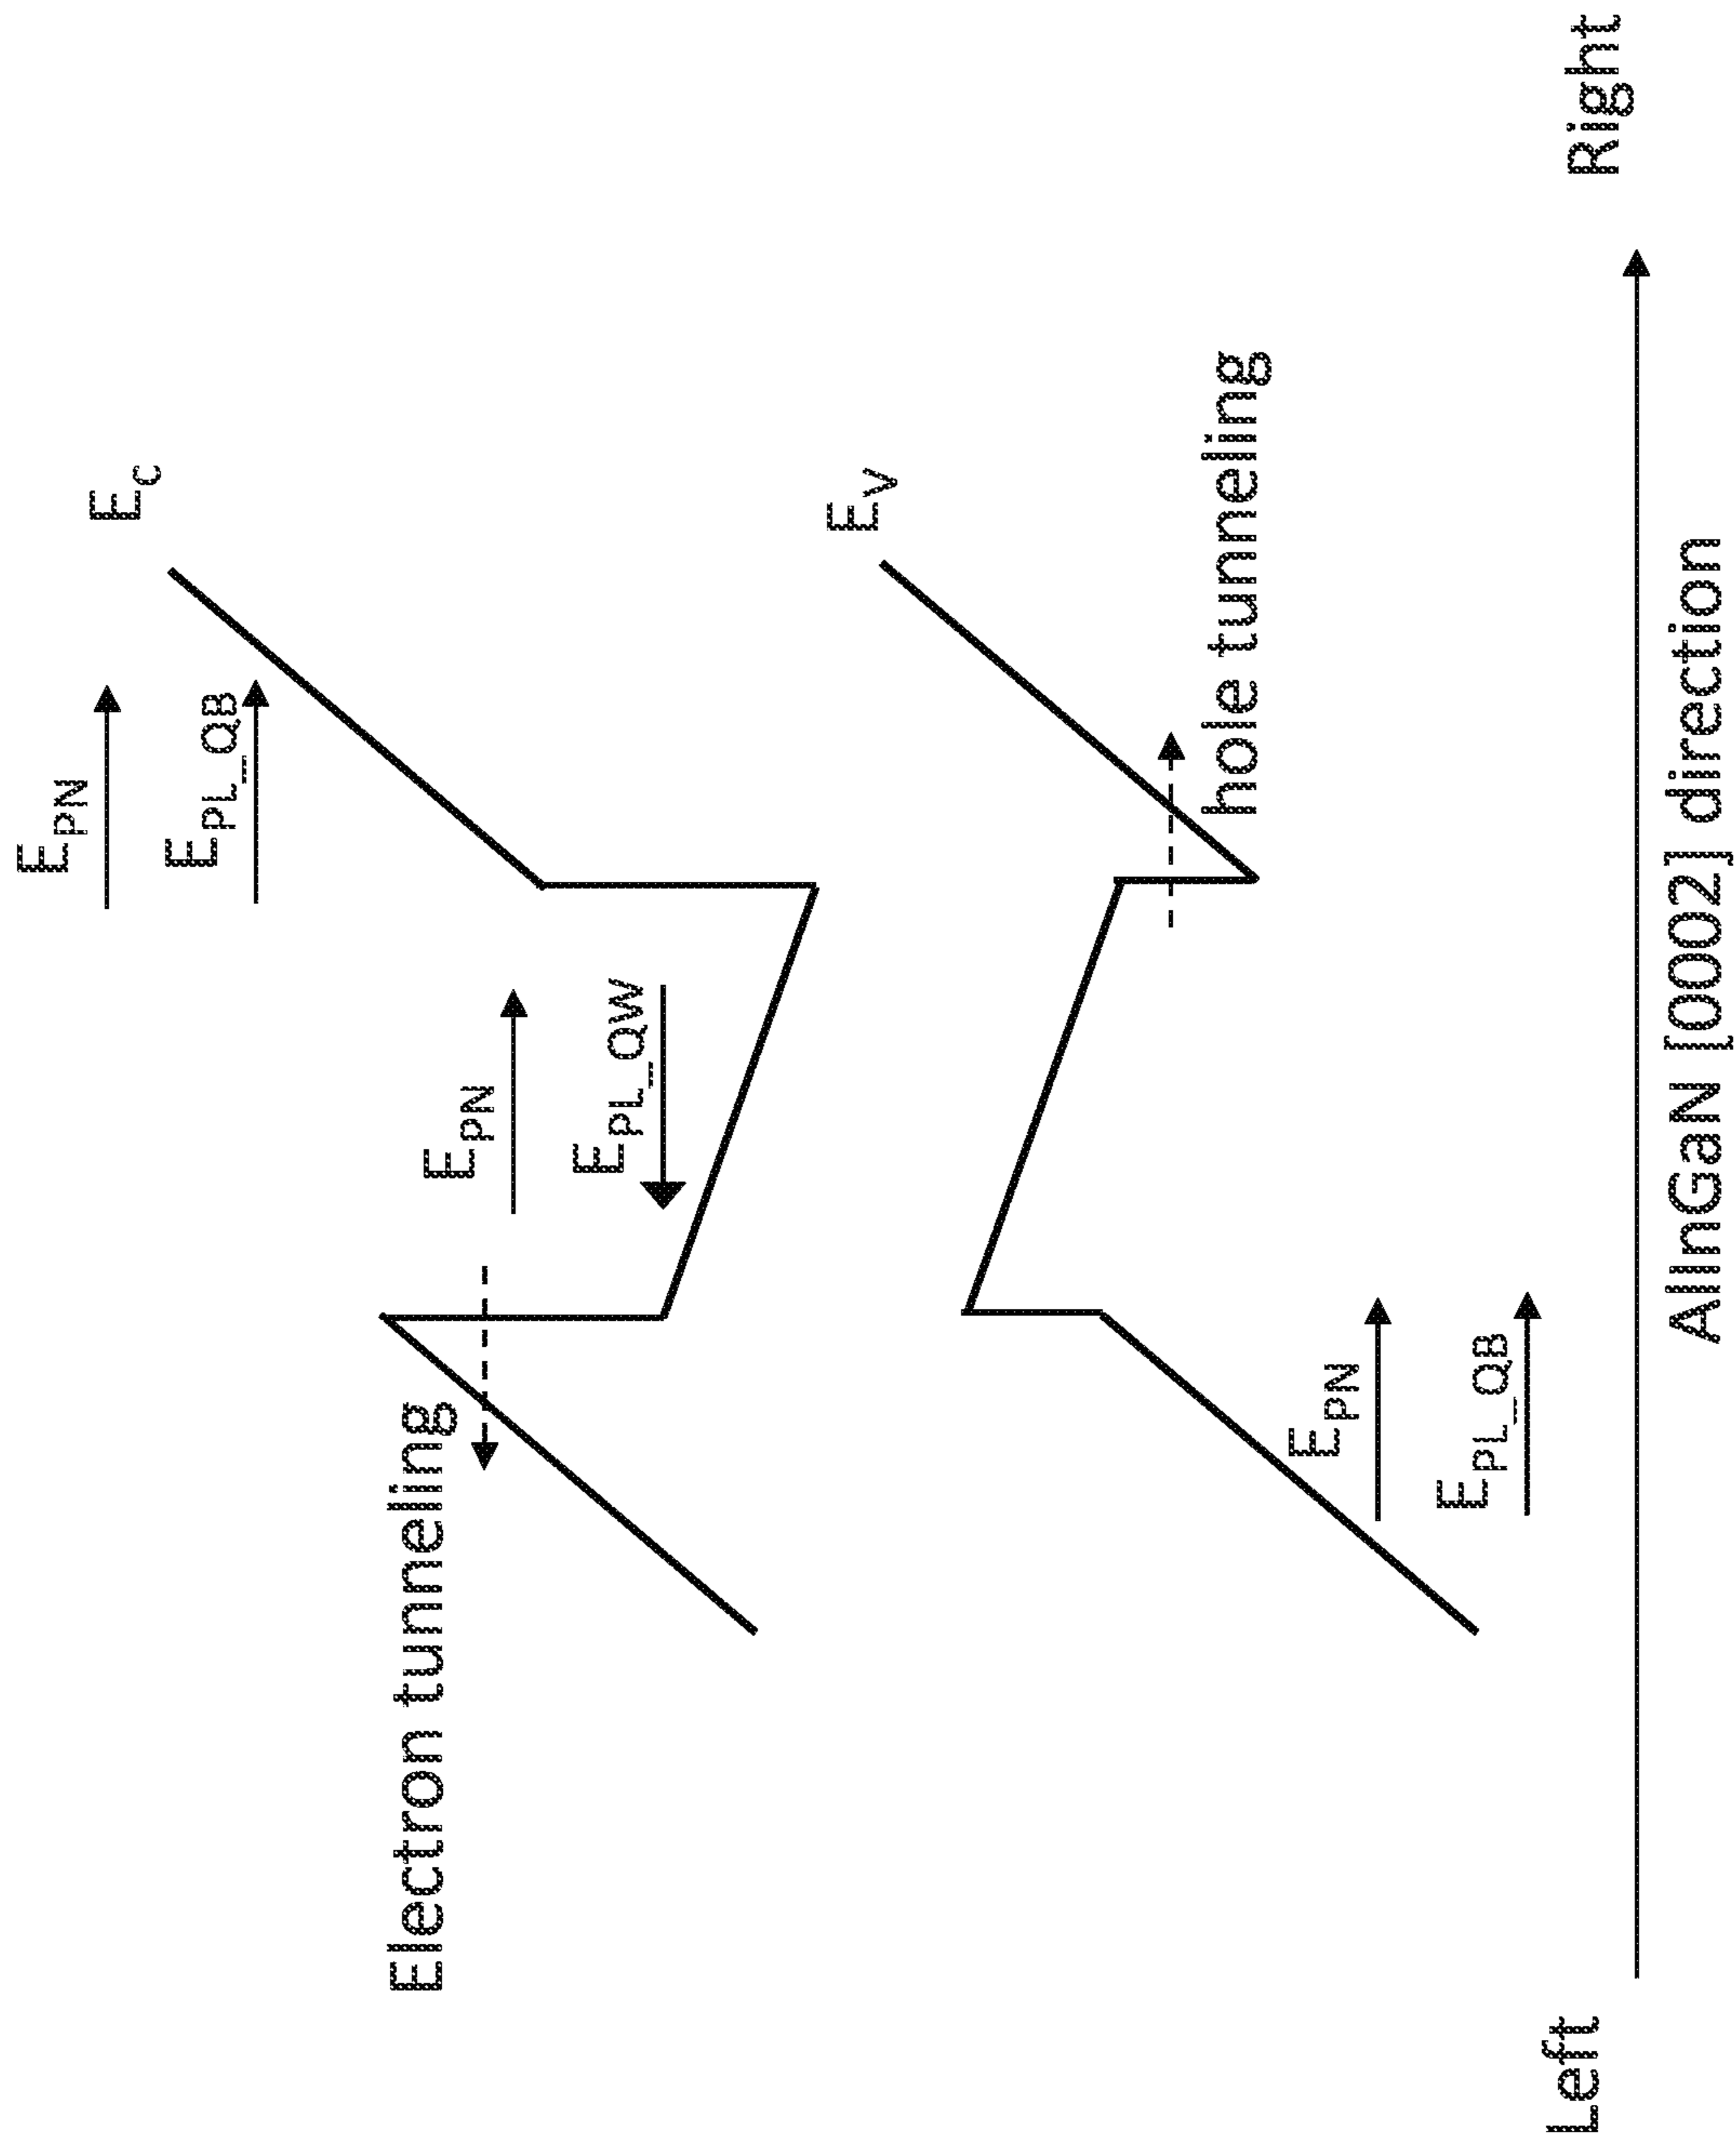 E_PN
E_PL_QB
E_c
Electron tunneling
E_PN
E_PL_QW
E_V
hole tunneling
E_PN
E_PL_QB
Left
Right
AlInGaN [0002] direction